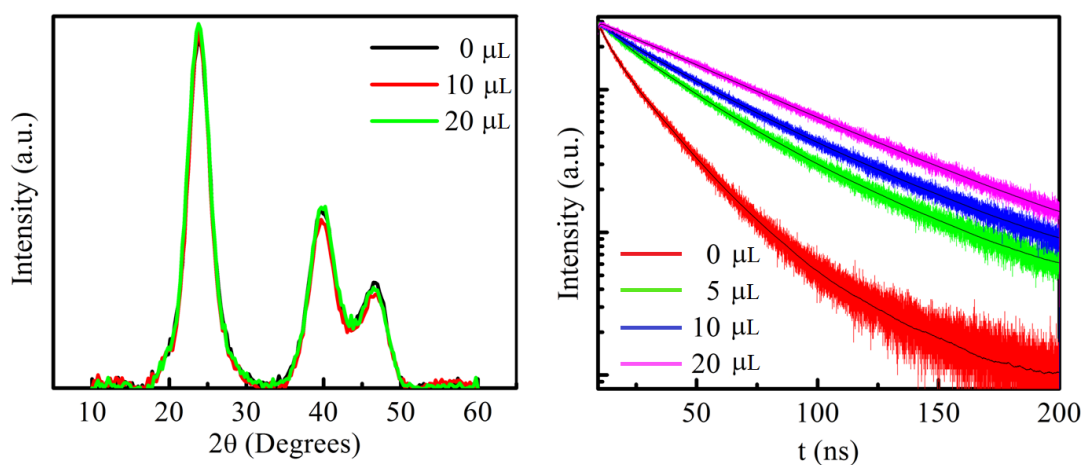 Intensity (a.u.)
0 μL
10 μL
20 μL
10 20 30 40 50 60
2θ (Degrees)
Intensity (a.u.)
0 μL
5 μL
10 μL
20 μL
50 100 150 200
t (ns)